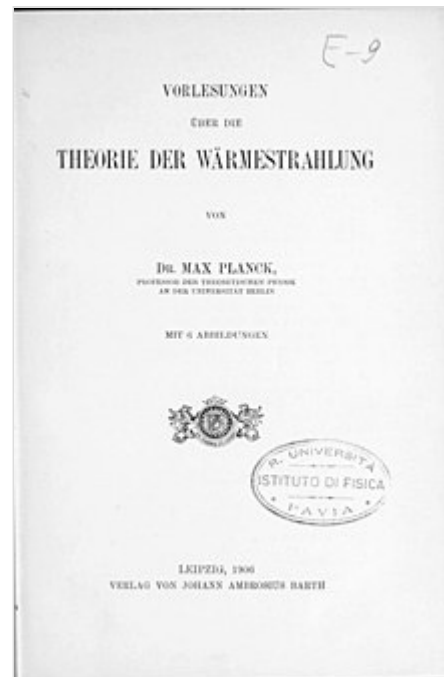 E-9
VORLESUNGEN
ÜBER DIE
THEORIE DER WÄRMESTRAHLUNG
VON
DR. MAX PLANCK,
PROFESSOR DER THEORETISCHEN PHYSIK
AN DER UNIVERSITÄT BERLIN
MIT 6 ABBILDUNGEN
R. UNIVERSITÀ
ISTITUTO DI FISICA
PAVIA
LEIPZIG, 1906
VERLAG VON JOHANN AMBROSIUS BARTH